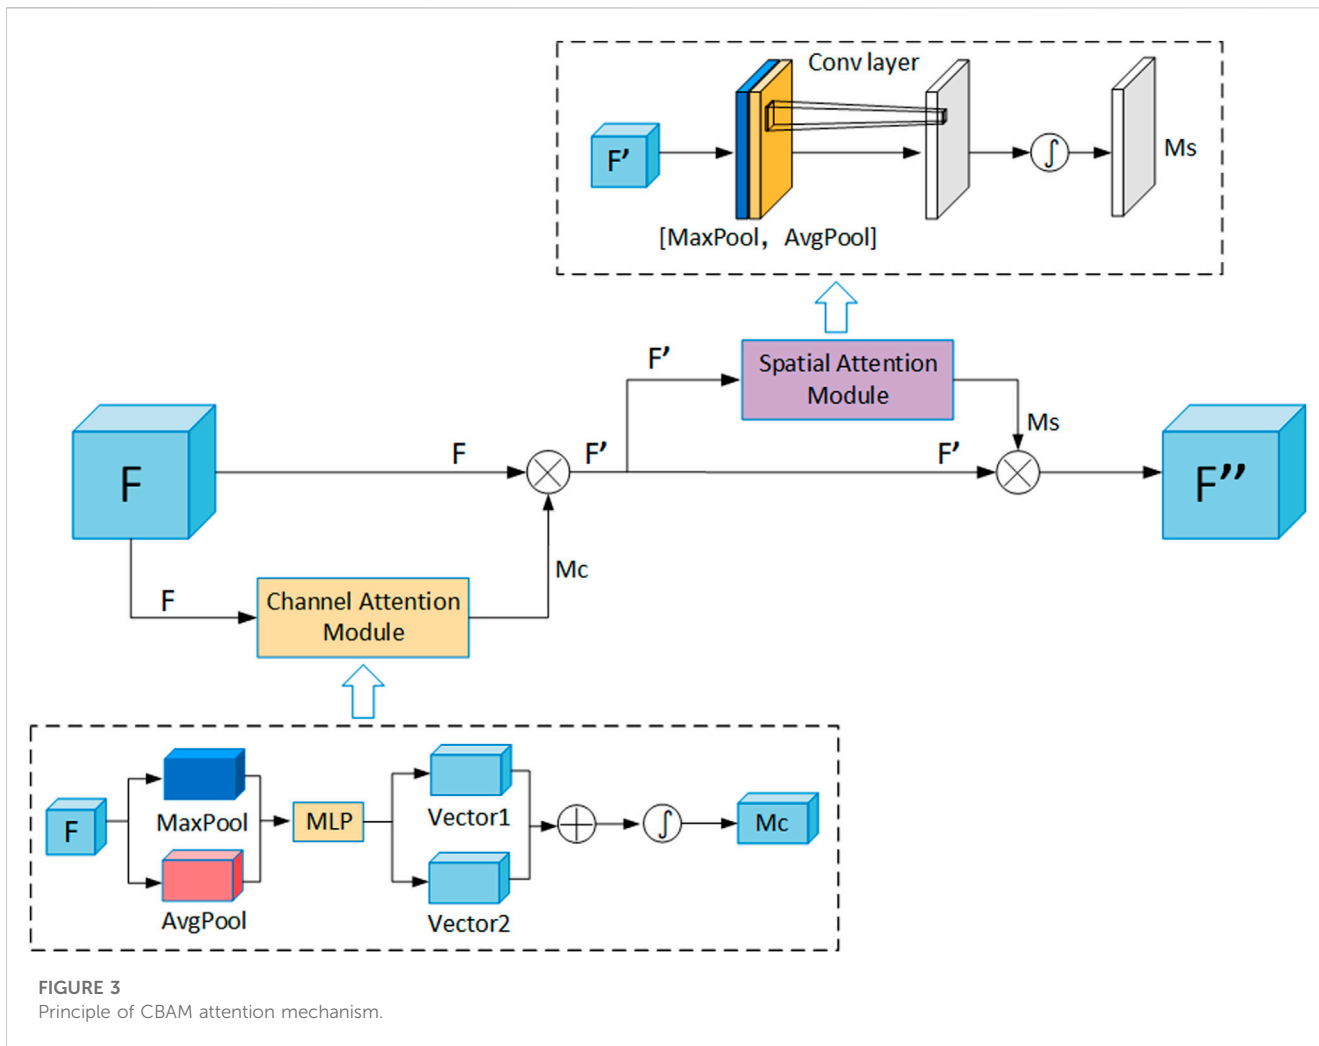 Conv layer
F'
Ms
[MaxPool, AvgPool]
F'
Spatial Attention
Module
Ms
F
F
F'
F'
F’’
Mc
F
Channel Attention
Module
F
MaxPool
AvgPool
MLP
Vector1
Vector2
Mc
FIGURE 3
Principle of CBAM attention mechanism.